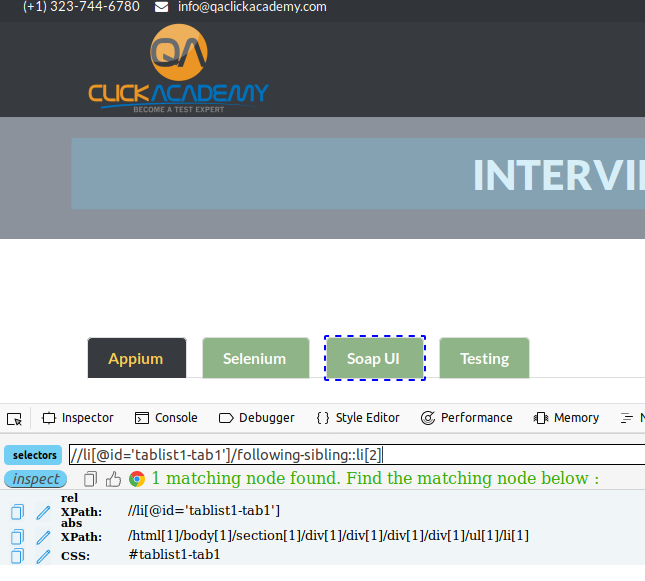 (+1) 323-744-6780 info@qaclickacademy.com
QA
CLICKACADEMY
BECOME A TEST EXPERT
Appium Selenium Soap UI Testing
Inspector Console Debugger Style Editor Performance Memory
selectors //li[@id='tablist1-tab1']/following-sibling::li[2]
inspect 1 matching node found. Find the matching node below :
rel
XPath: //li[@id='tablist1-tab1']
abs
XPath: /html[1]/body[1]/section[1]/div[1]/div[1]/div[1]/div[1]/ul[1]/li[1]
CSS: #tablist1-tab1